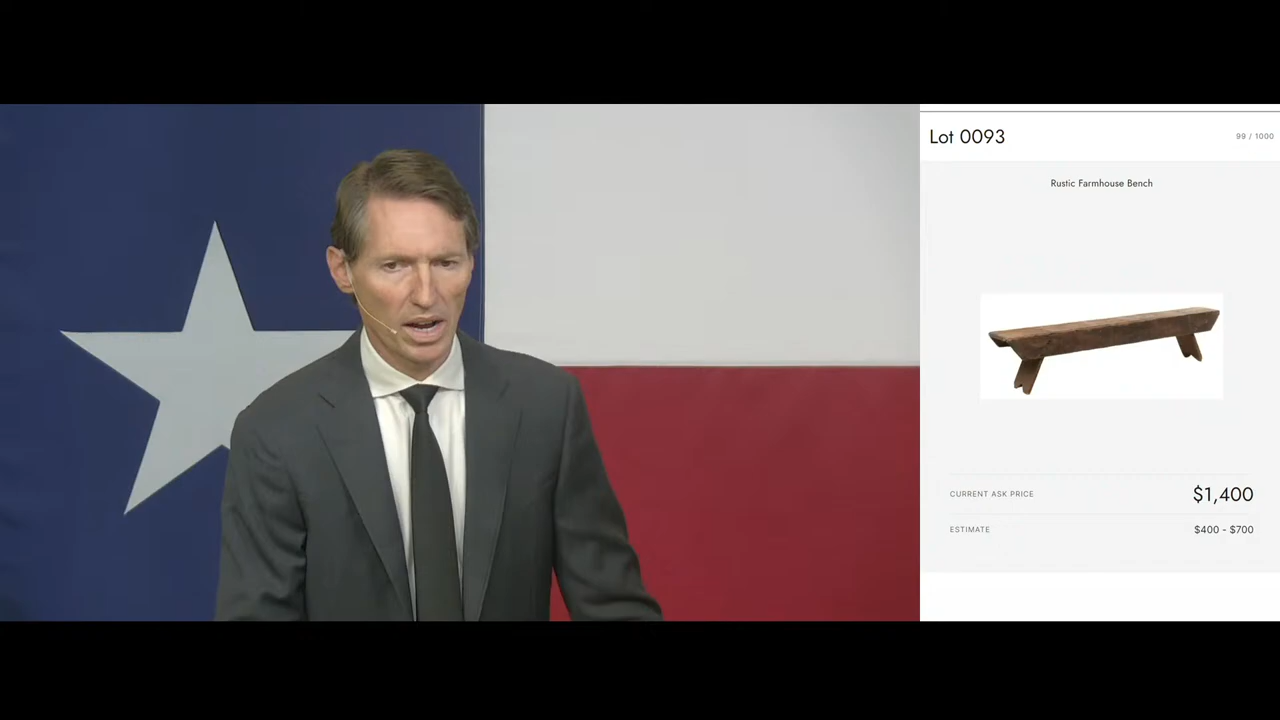 Lot 0093
99 / 1000
Rustic Farmhouse Bench
CURRENT ASK PRICE
$1,400
ESTIMATE
$400 - $700